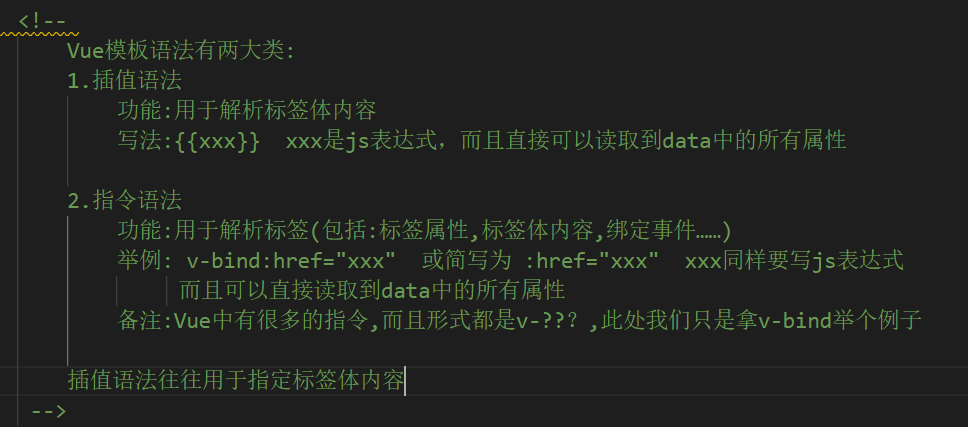 <!--
Vue模板语法有两大类:
1.插值语法
功能:用于解析标签体内容
写法:{{xxx}}  xxx是js表达式，而且直接可以读取到data中的所有属性
2.指令语法
功能:用于解析标签(包括:标签属性,标签体内容,绑定事件……)
举例: v-bind:href="xxx"  或简写为 :href="xxx"  xxx同样要写js表达式
而且可以直接读取到data中的所有属性
备注:Vue中有很多的指令,而且形式都是v-???,此处我们只是拿v-bind举个例子
插值语法往往用于指定标签体内容
-->